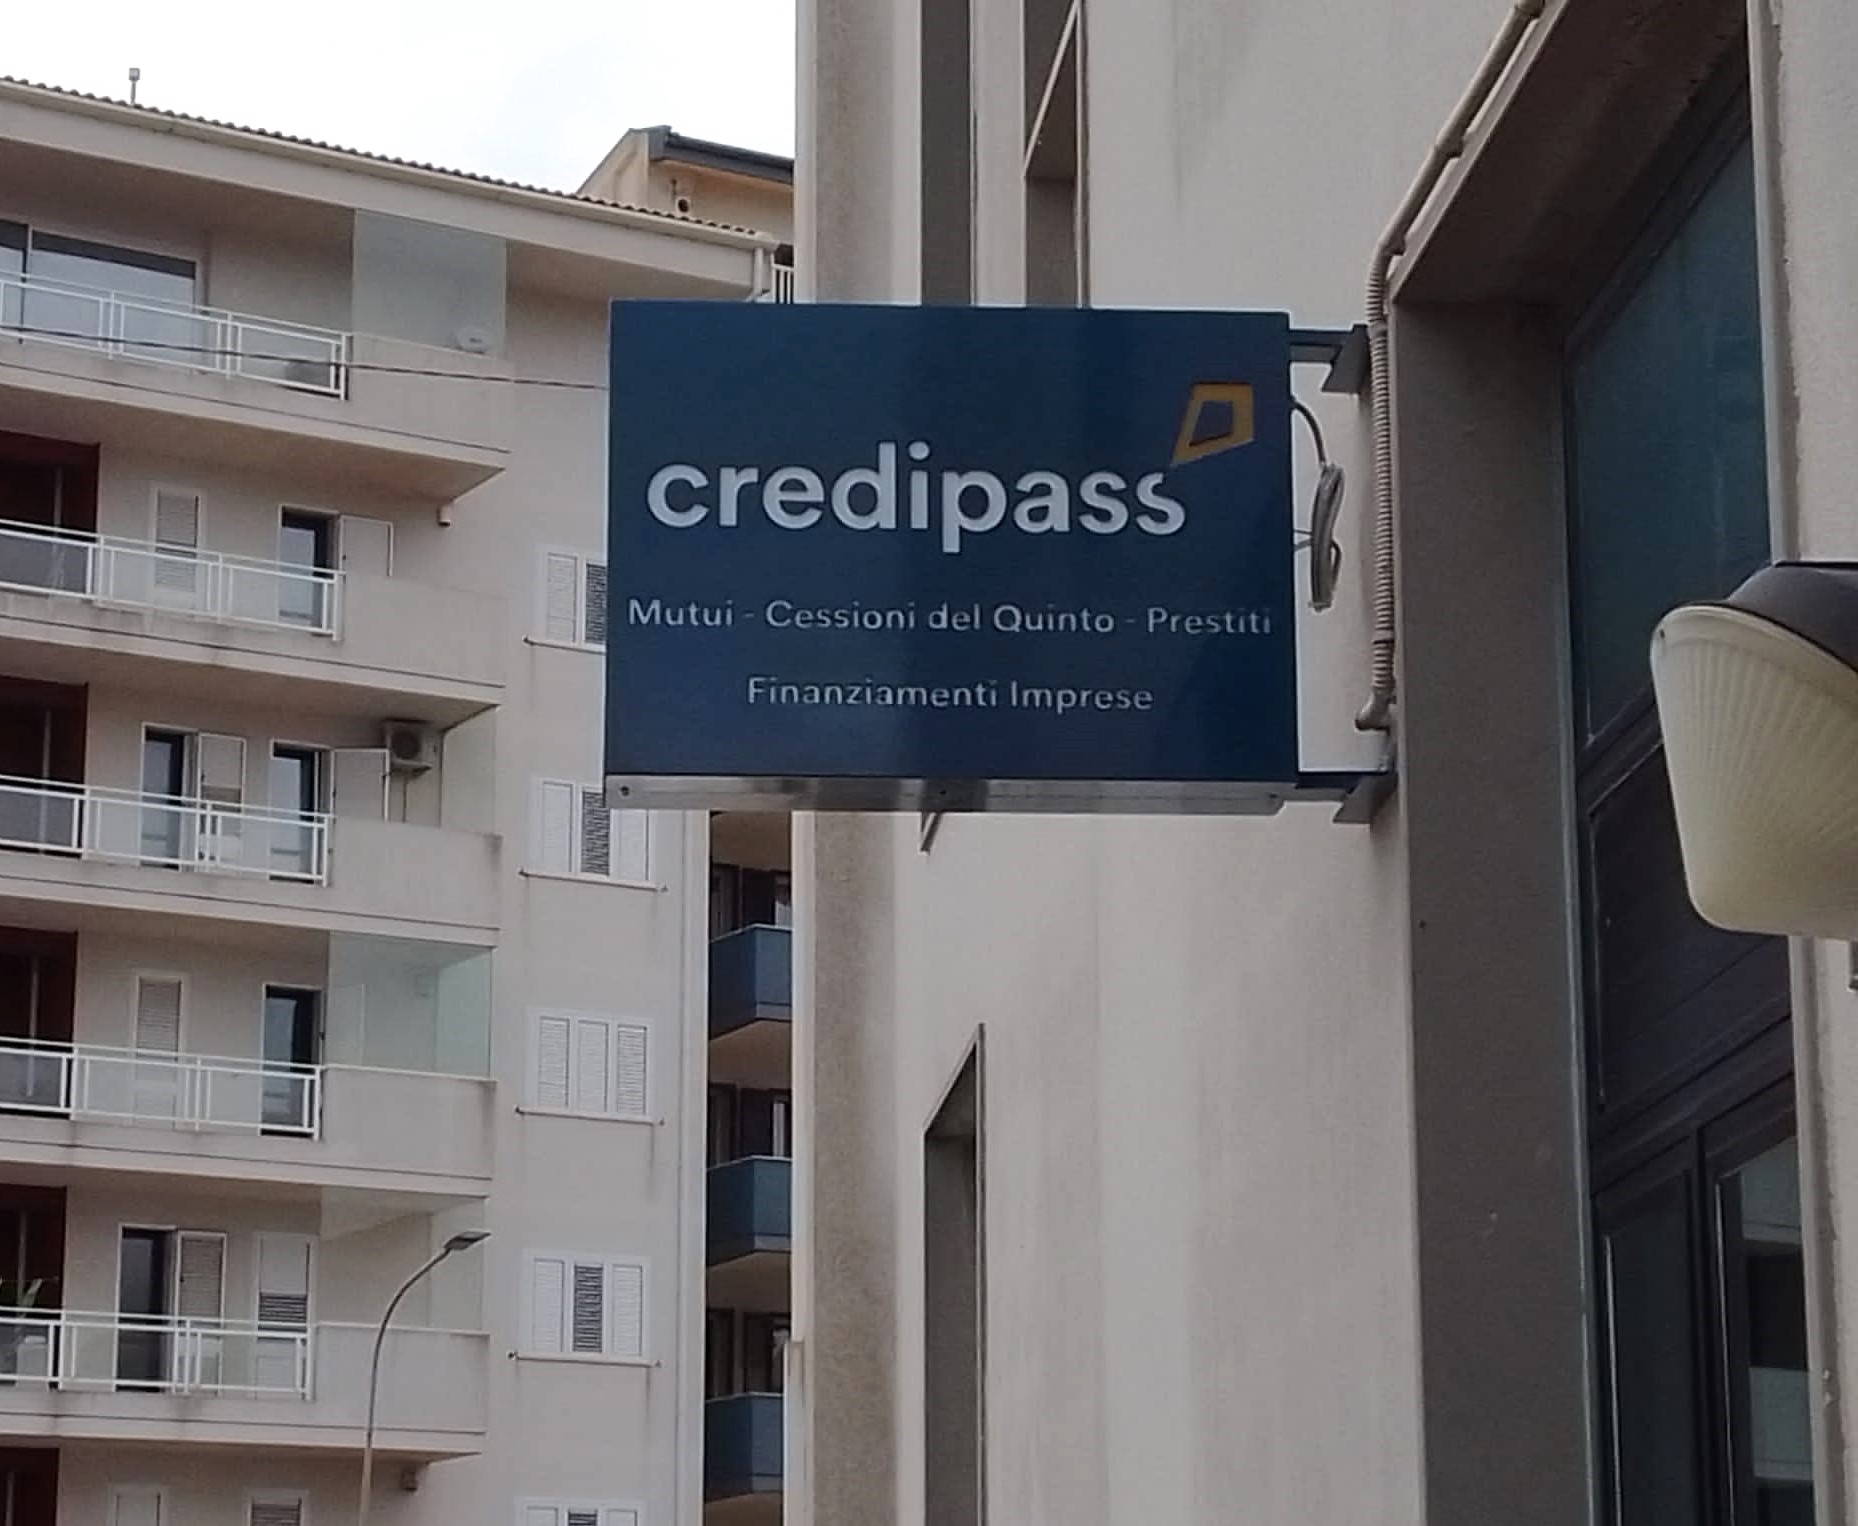 credipass
Mutui - Cessioni del Quinto - Prestiti
Finanziamenti Imprese